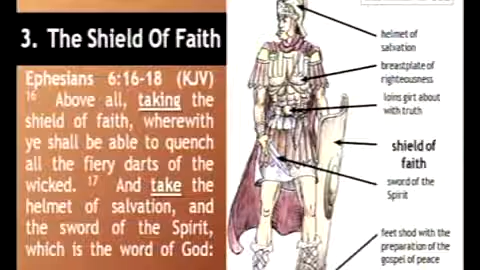 3. The Shield Of Faith
Ephesians 6:16-18 (KJV)
16 Above all, taking the
shield of faith, wherewith
ye shall be able to quench
all the fiery darts of the
wicked. 17 And take the
helmet of salvation, and
the sword of the Spirit,
which is the word of God:
helmet of
salvation
breastplate of
righteousness
loins girt about
with truth
shield of
faith
sword of the
Spirit
feet shod with the
preparation of the
gospel of peace